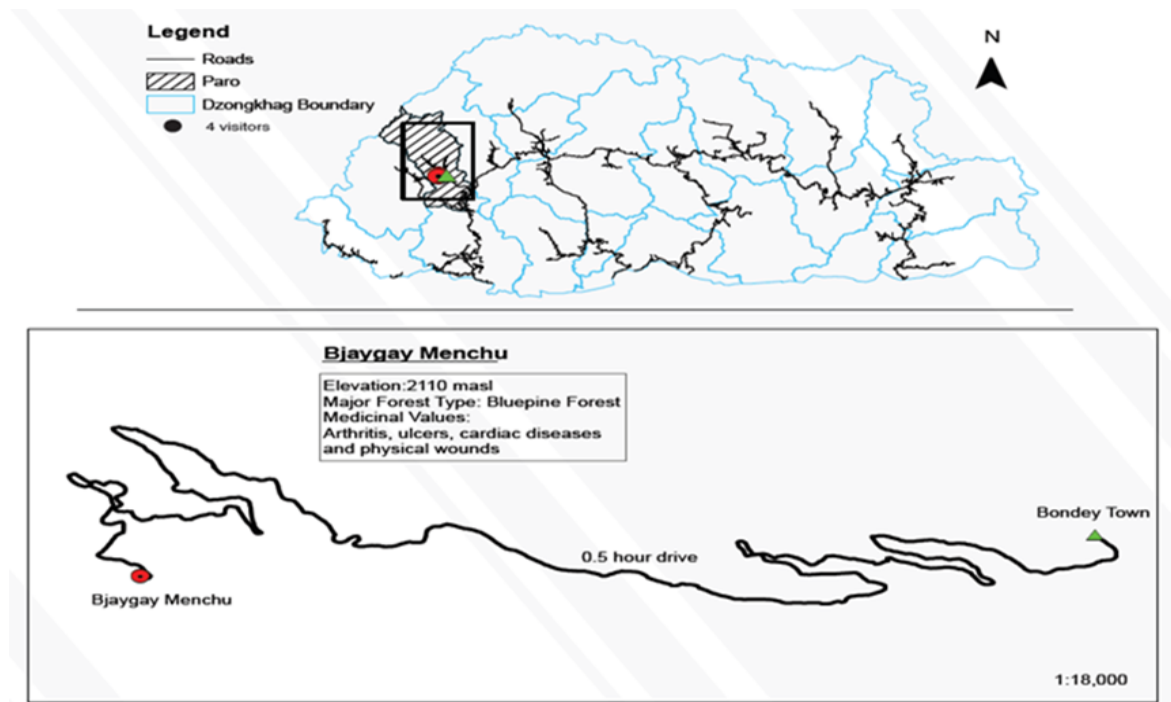 Legend
Roads
Paro
Dzongkhag Boundary
4 visitors
N
Bjaygay Menchu
Elevation:2110 masl
Major Forest Type: Bluepine Forest
Medicinal Values:
Arthritis, ulcers, cardiac diseases
and physical wounds
Bondey Town
0.5 hour drive
Bjaygay Menchu
1:18,000